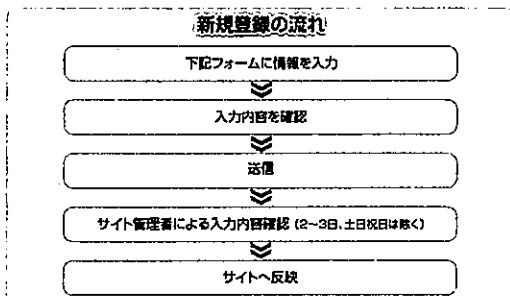 新規登録の流れ
下記フォームに情報を入力
入力内容を確認
送信
サイト管理者による入力内容確認（2〜3日、土日祝日は除く）
サイトへ反映